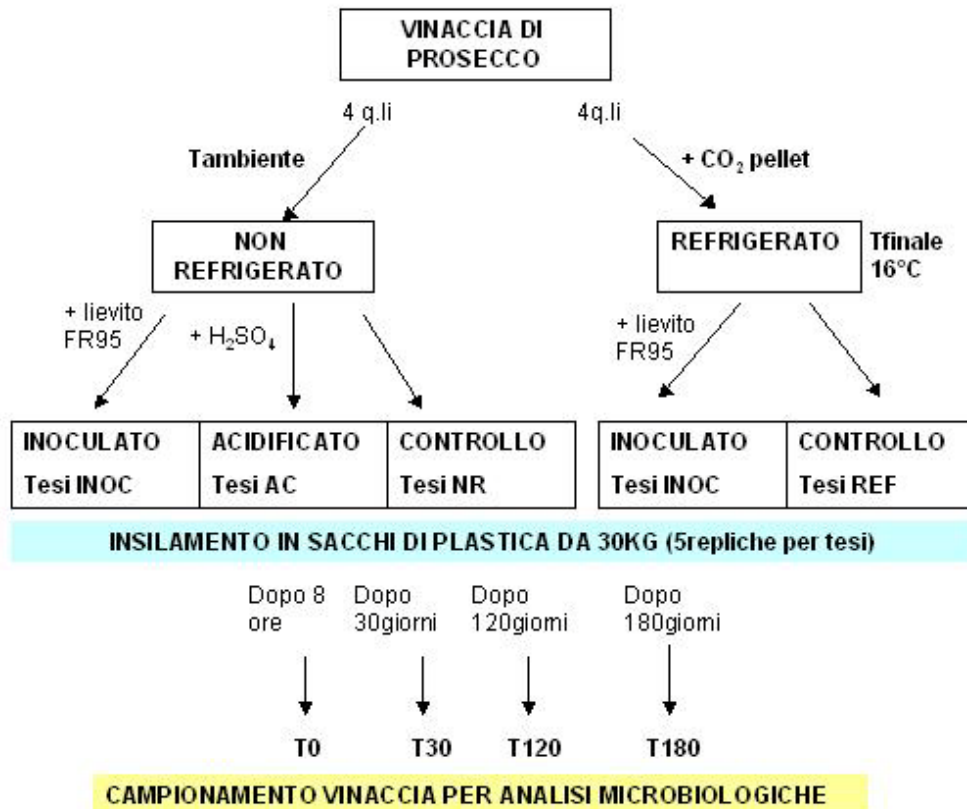 VINACCIA DI
PROSECCO
4 q.li
4q.li
Tambiente
+ CO₂ pellet
NON
REFRIGERATO
REFRIGERATO
Tfinale
16°C
+ lievito
FR95
+ H₂SO₄
+ lievito
FR95
INOCULATO
Tesi INOC
ACIDIFICATO
Tesi AC
CONTROLLO
Tesi NR
INOCULATO
Tesi INOC
CONTROLLO
Tesi REF
INSILAMENTO IN SACCHI DI PLASTICA DA 30KG (5repliche per tesi)
Dopo 8
ore
Dopo
30giorni
Dopo
120giorni
Dopo
180giorni
T0
T30
T120
T180
CAMPIONAMENTO VINACCIA PER ANALISI MICROBIOLOGICHE